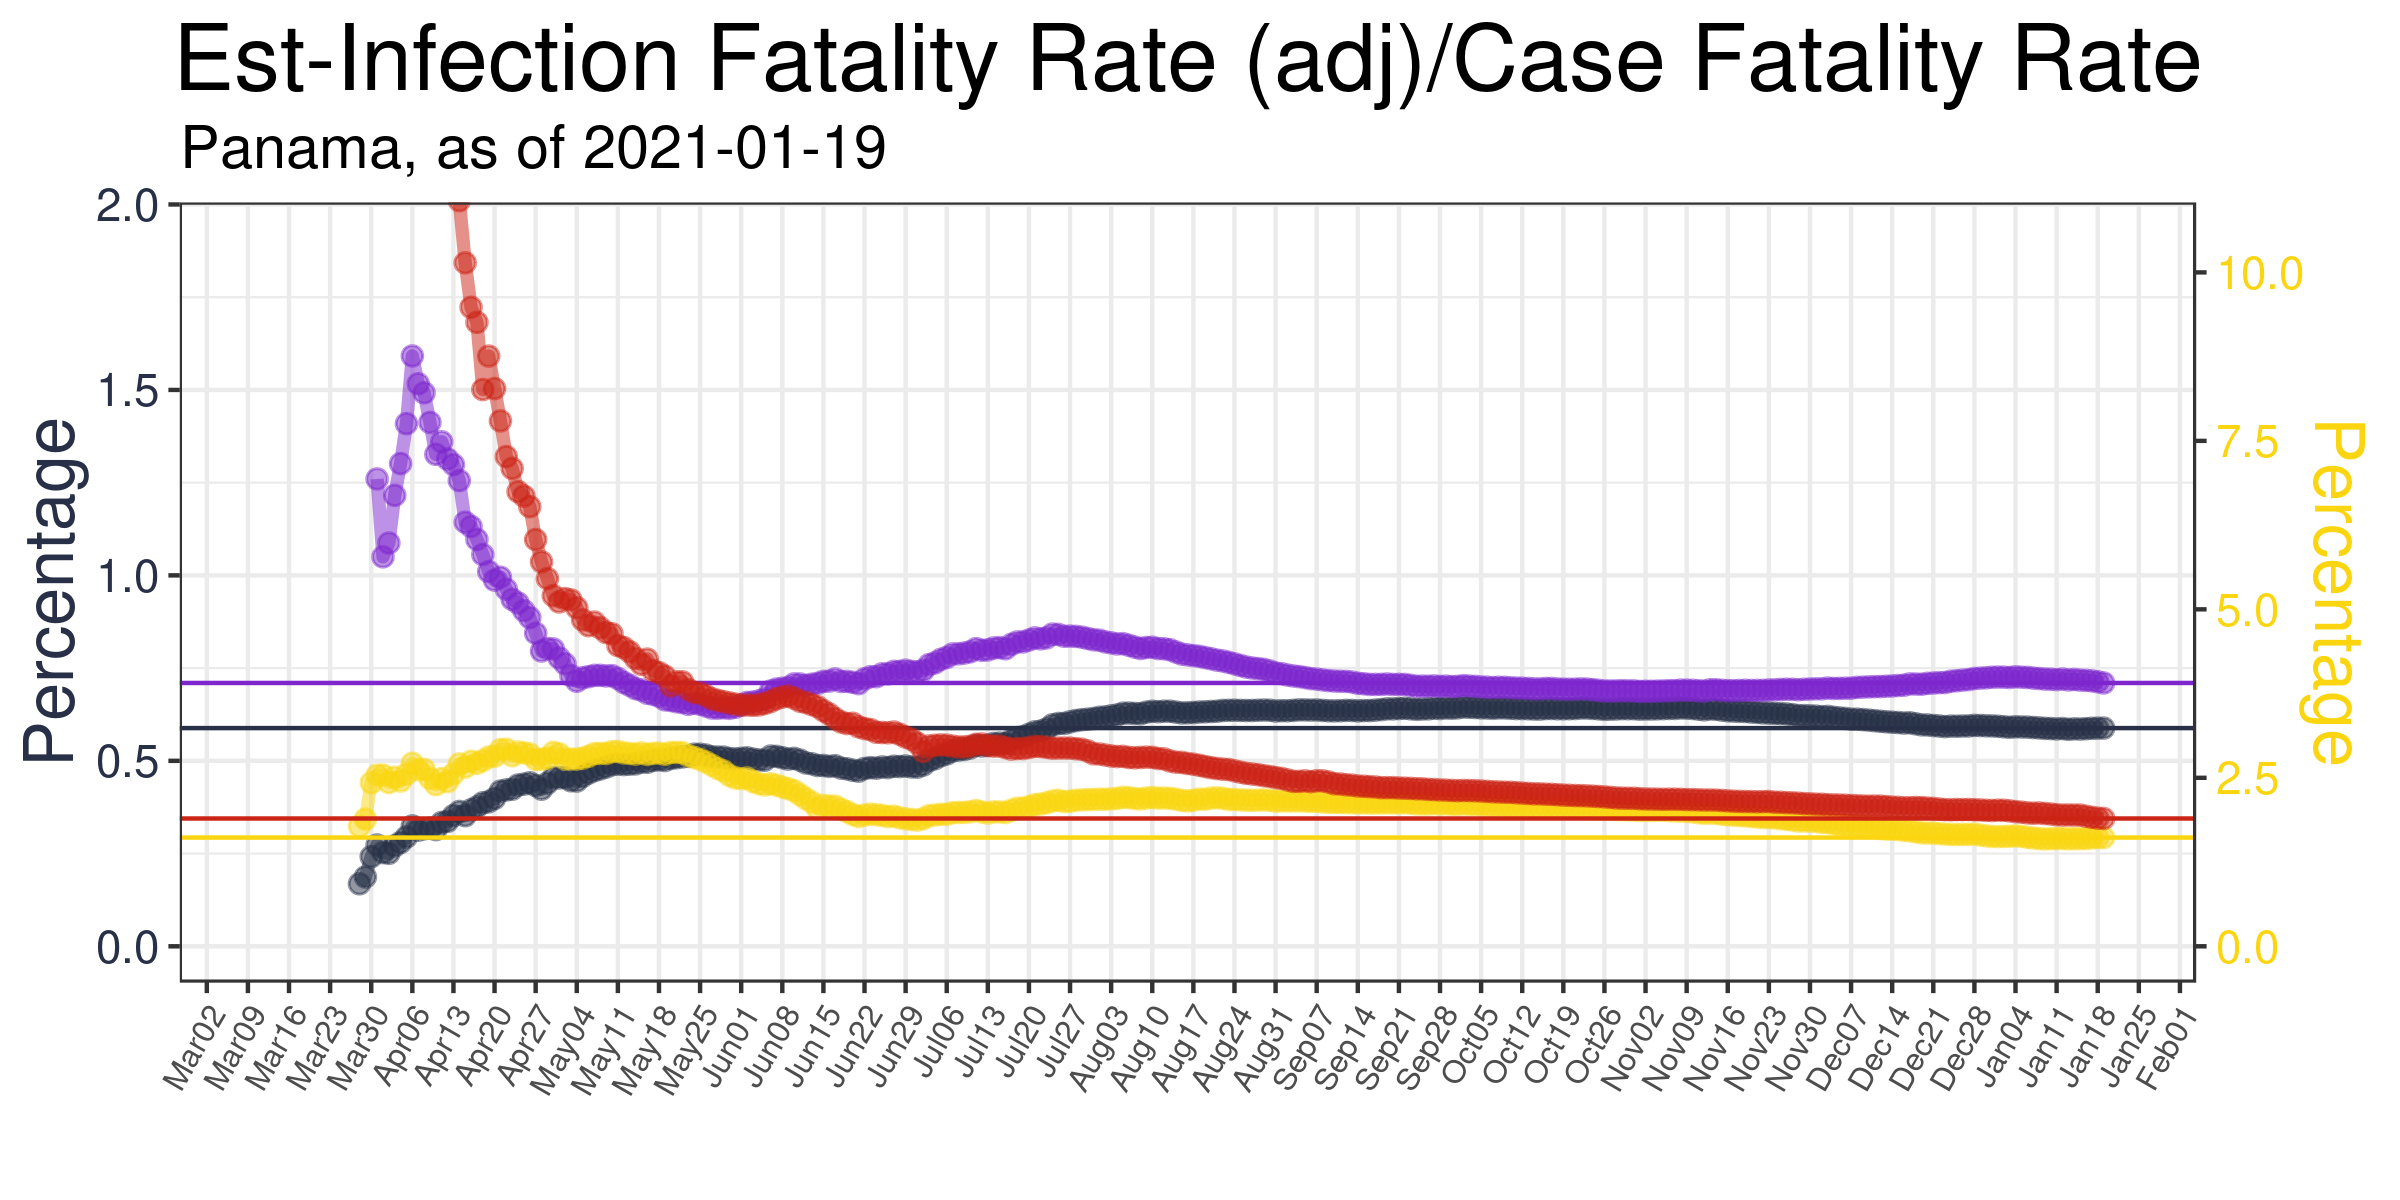 Est-Infection Fatality Rate (adj)/Case Fatality Rate
Panama, as of 2021-01-19
Percentage
2.0
1.5
1.0
0.5
0.0
10.0
7.5
5.0
2.5
0.0
Percentage
Mar02
Mar09
Mar16
Mar23
Mar30
Apr06
Apr13
Apr20
Apr27
May04
May11
May18
May25
Jun01
Jun08
Jun15
Jun22
Jun29
Jul06
Jul13
Jul20
Jul27
Aug03
Aug10
Aug17
Aug24
Aug31
Sep07
Sep14
Sep21
Sep28
Oct05
Oct12
Oct19
Oct26
Nov02
Nov09
Nov16
Nov23
Nov30
Dec07
Dec14
Dec21
Dec28
Jan04
Jan11
Jan18
Jan25
Feb01